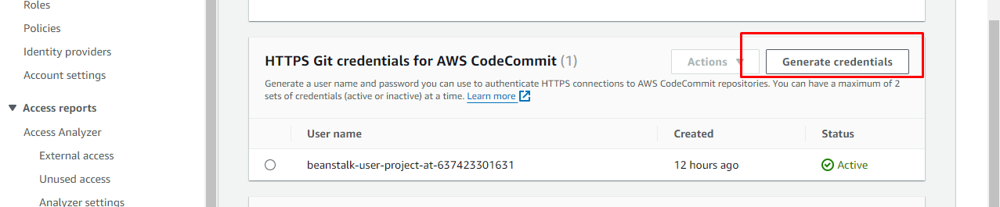 Roles
Policies
Identity providers
Account settings
Access reports
Access Analyzer
External access
Unused access
Analyzer settings
HTTPS Git credentials for AWS CodeCommit (1)
Actions
Generate credentials
Generate a user name and password you can use to authenticate HTTPS connections to AWS CodeCommit repositories. You can have a maximum of 2
sets of credentials (active or inactive) at a time. Learn more
User name Created Status
beanstalk-user-project-at-637423301631 12 hours ago Active